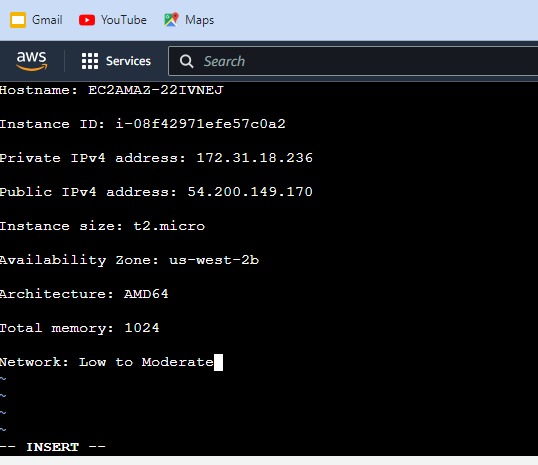 Gmail YouTube Maps
aws Services Search
Hostname: EC2AMAZ-22IVNEJ
Instance ID: i-08f42971efe57c0a2
Private IPv4 address: 172.31.18.236
Public IPv4 address: 54.200.149.170
Instance size: t2.micro
Availability Zone: us-west-2b
Architecture: AMD64
Total memory: 1024
Network: Low to Moderate
~
~
~
~
-- INSERT --